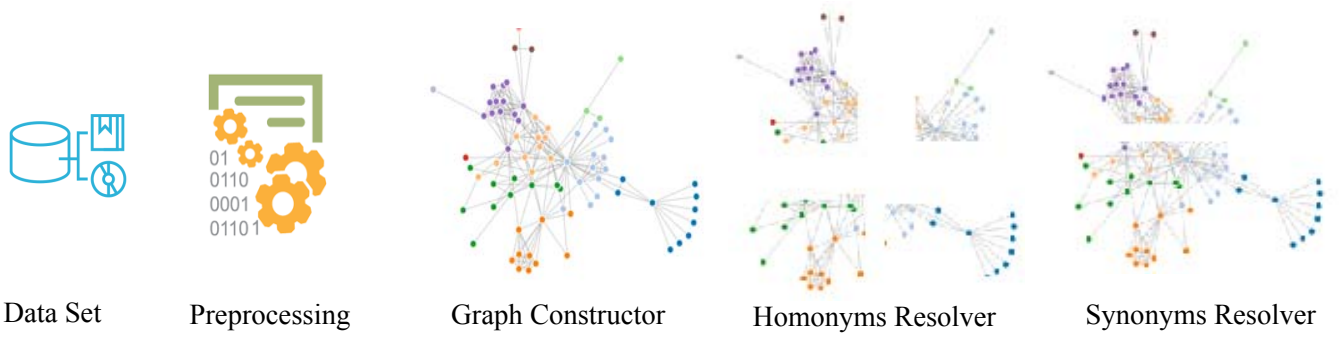 01
0110
0001
01101
Data Set
Preprocessing
Graph Constructor
Homonyms Resolver
Synonyms Resolver